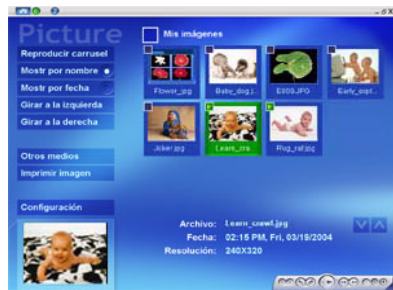 Picture
Mis imágenes
Reproducir carrusel
Mostr por nombre
Mostr por fecha
Girar a la izquierda
Girar a la derecha
Otros medios
Imprimir imagen
Configuración
Flower_.jpg
Baby_dog.j..
E009.JPG
Early_expl..
Joker.jpg
Learn_cra..
Rug_rat.jpg
Archivo: Learn_crawl.jpg
Fecha: 02:15 PM, Fri, 03/19/2004
Resolución: 240X320